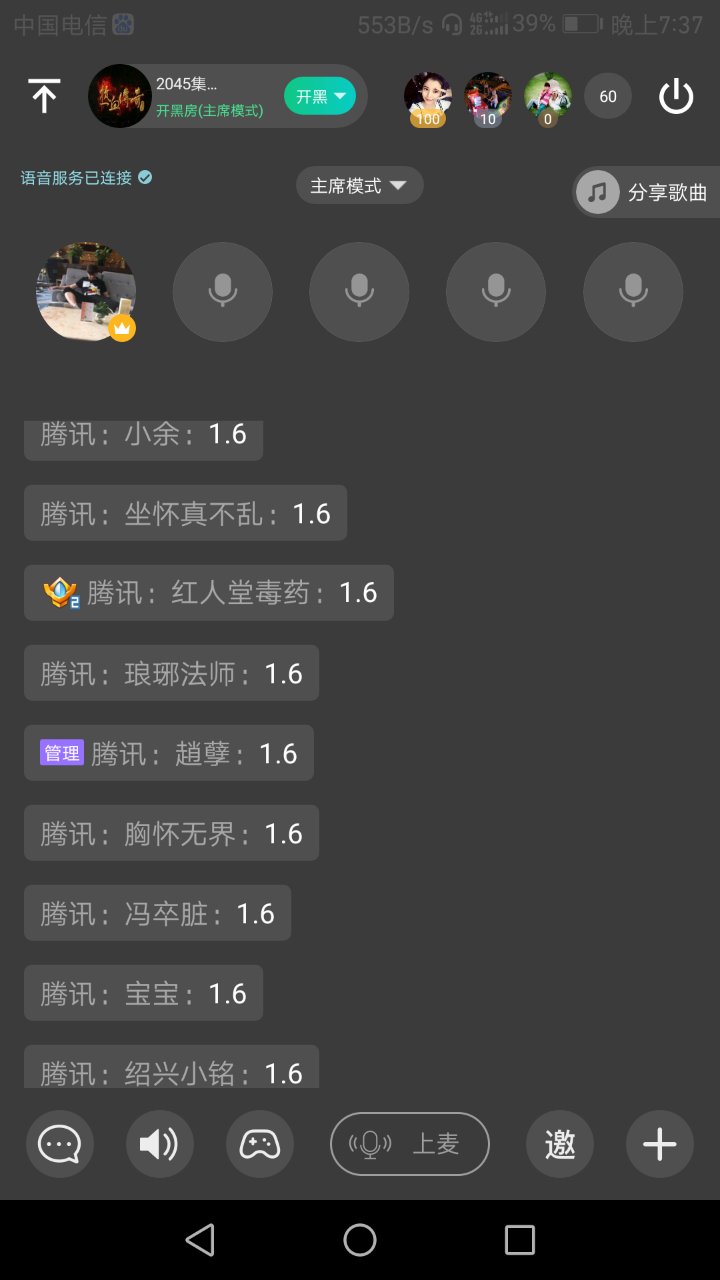 中国电信
553B/s 4G 2G 39% 晚上7:37
2045集...
开黑房(主席模式)
开黑
100
10
0
60
语音服务已连接
主席模式
分享歌曲
腾讯：小余：1.6
腾讯：坐怀真不乱：1.6
2 腾讯：红人堂毒药：1.6
腾讯：琅琊法师：1.6
管理 腾讯：趙孽：1.6
腾讯：胸怀无界：1.6
腾讯：冯卒脏：1.6
腾讯：宝宝：1.6
腾讯：绍兴小铭：1.6
上麦
邀